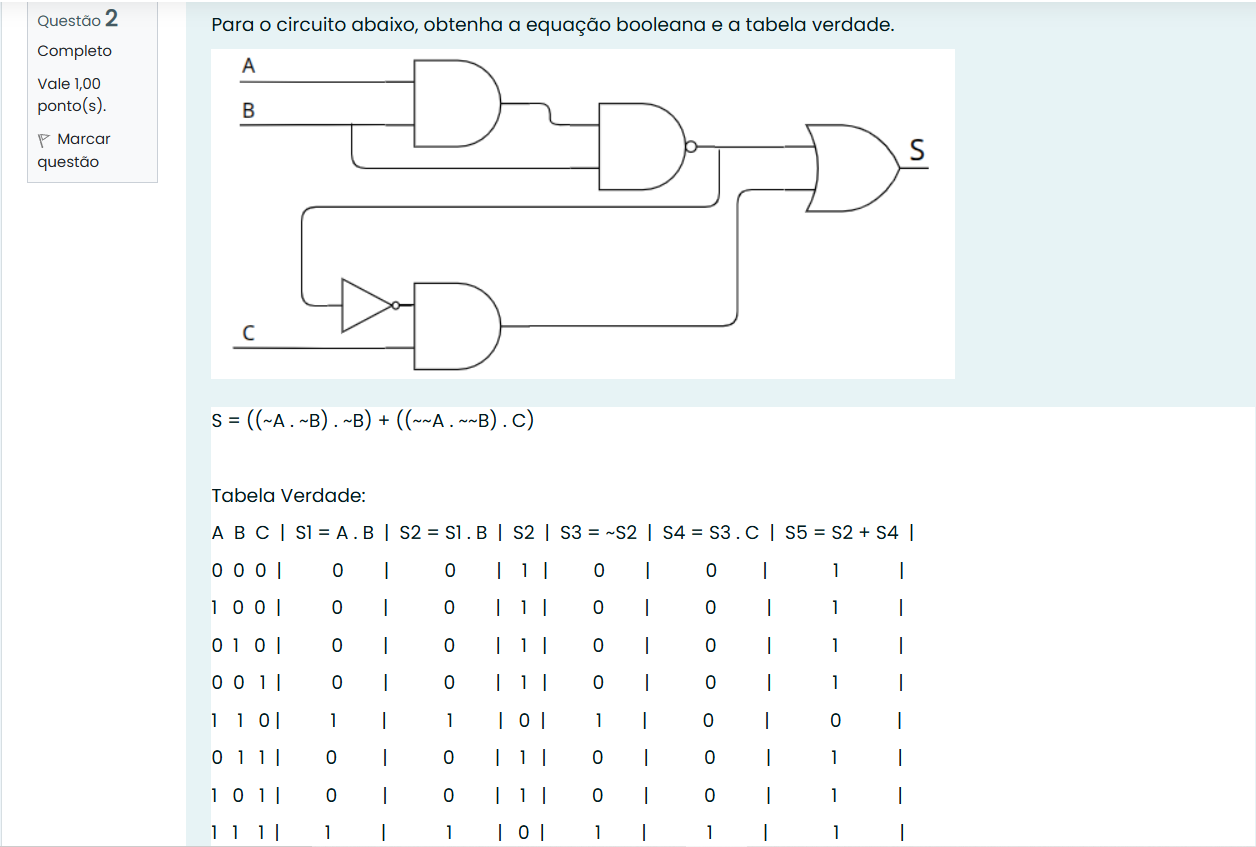 Questão 2
Completo
Vale 1,00
ponto(s).
Marcar
questão
Para o circuito abaixo, obtenha a equação booleana e a tabela verdade.
A
B
S
C
S = ((~A . ~B) . ~B) + ((~~A . ~~B) . C)
Tabela Verdade:
A B C | S1 = A . B | S2 = S1 . B | S2 | S3 = ~S2 | S4 = S3 . C | S5 = S2 + S4 |
0 0 0 | 0 | 0 | 1 | 0 | 0 | 1 |
1 0 0 | 0 | 0 | 1 | 0 | 0 | 1 |
0 1 0 | 0 | 0 | 1 | 0 | 0 | 1 |
0 0 1 | 0 | 0 | 1 | 0 | 0 | 1 |
1 1 0 | 1 | 1 | 0 | 1 | 0 | 0 |
0 1 1 | 0 | 0 | 1 | 0 | 0 | 1 |
1 0 1 | 0 | 0 | 1 | 0 | 0 | 1 |
1 1 1 | 1 | 1 | 0 | 1 | 1 | 1 |